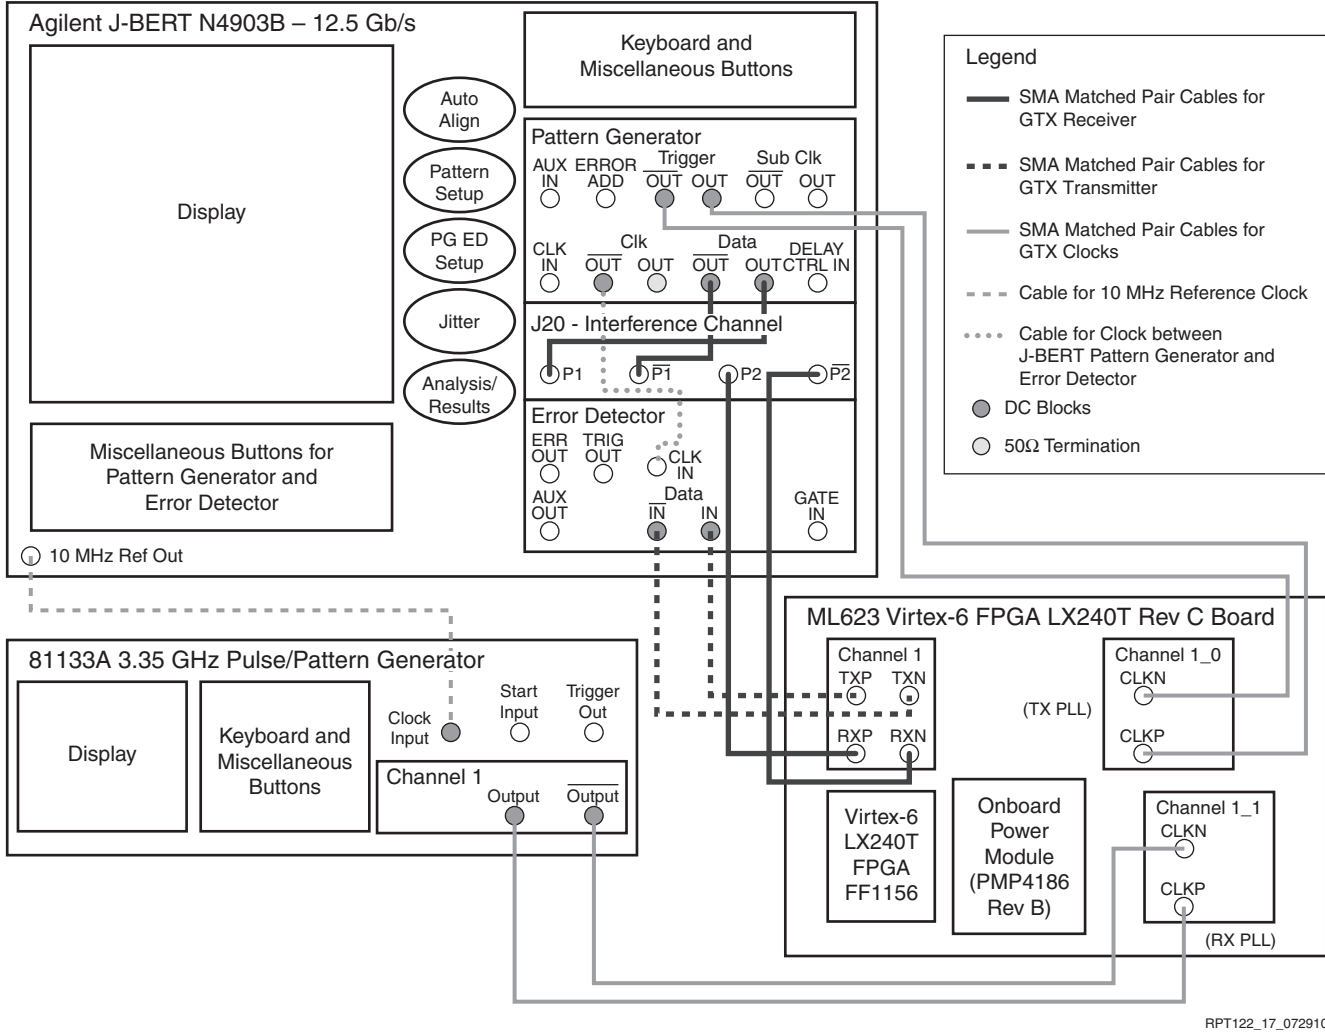 Agilent J-BERT N4903B – 12.5 Gb/s
Display
Auto
Align
Pattern
Setup
PG ED
Setup
Jitter
Analysis/
Results
Miscellaneous Buttons for
Pattern Generator and
Error Detector
10 MHz Ref Out
Keyboard and
Miscellaneous Buttons
Pattern Generator
AUX
IN
ERROR
ADD
Trigger
OUT OUT
Sub Clk
OUT OUT
CLK
IN
Clk
OUT OUT
Data
OUT OUT
DELAY
CTRL IN
J20 - Interference Channel
P1 P1 P2 P2
Error Detector
ERR
OUT
TRIG
OUT
CLK
IN
AUX
OUT
Data
IN IN
GATE
IN
Legend
SMA Matched Pair Cables for
GTX Receiver
SMA Matched Pair Cables for
GTX Transmitter
SMA Matched Pair Cables for
GTX Clocks
Cable for 10 MHz Reference Clock
Cable for Clock between
J-BERT Pattern Generator and
Error Detector
DC Blocks
50Ω Termination
81133A 3.35 GHz Pulse/Pattern Generator
Display
Keyboard and
Miscellaneous
Buttons
Clock
Input
Start
Input
Trigger
Out
Channel 1
Output Output
ML623 Virtex-6 FPGA LX240T Rev C Board
Channel 1
TXP TXN
RXP RXN
(TX PLL)
Channel 1_0
CLKN
CLKP
Virtex-6
LX240T
FPGA
FF1156
Onboard
Power
Module
(PMP4186
Rev B)
Channel 1_1
CLKN
CLKP
(RX PLL)
RPT122_17_072910